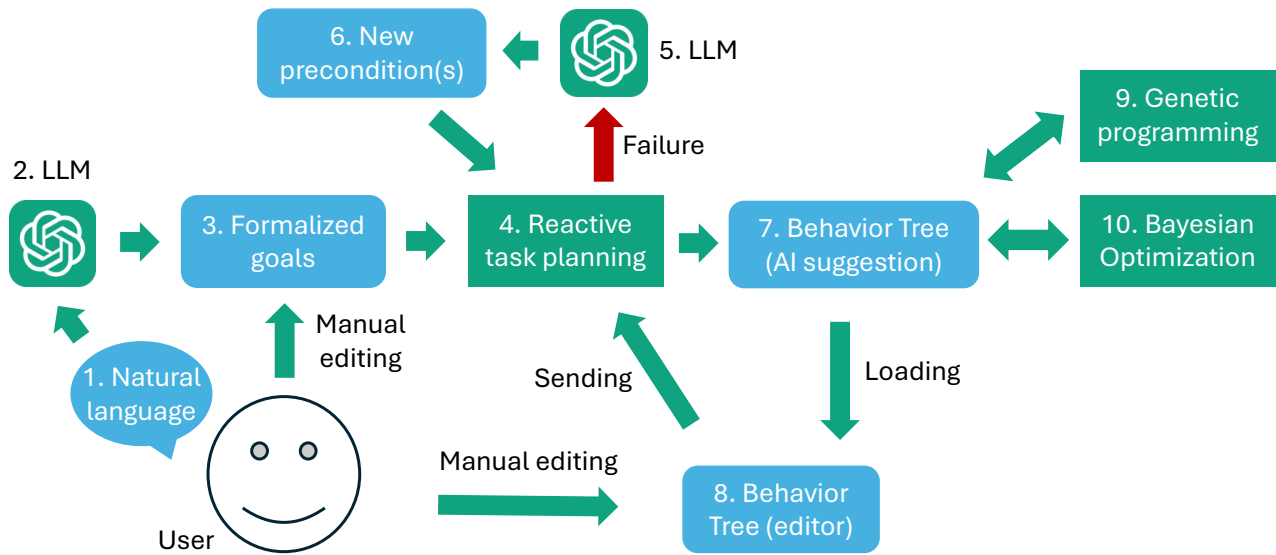 6. New
precondition(s)
5. LLM
9. Genetic
programming
Failure
2. LLM
3. Formalized
goals
4. Reactive
task planning
7. Behavior Tree
(AI suggestion)
10. Bayesian
Optimization
Manual
editing
1. Natural
language
Sending
Loading
Manual editing
8. Behavior
Tree (editor)
User